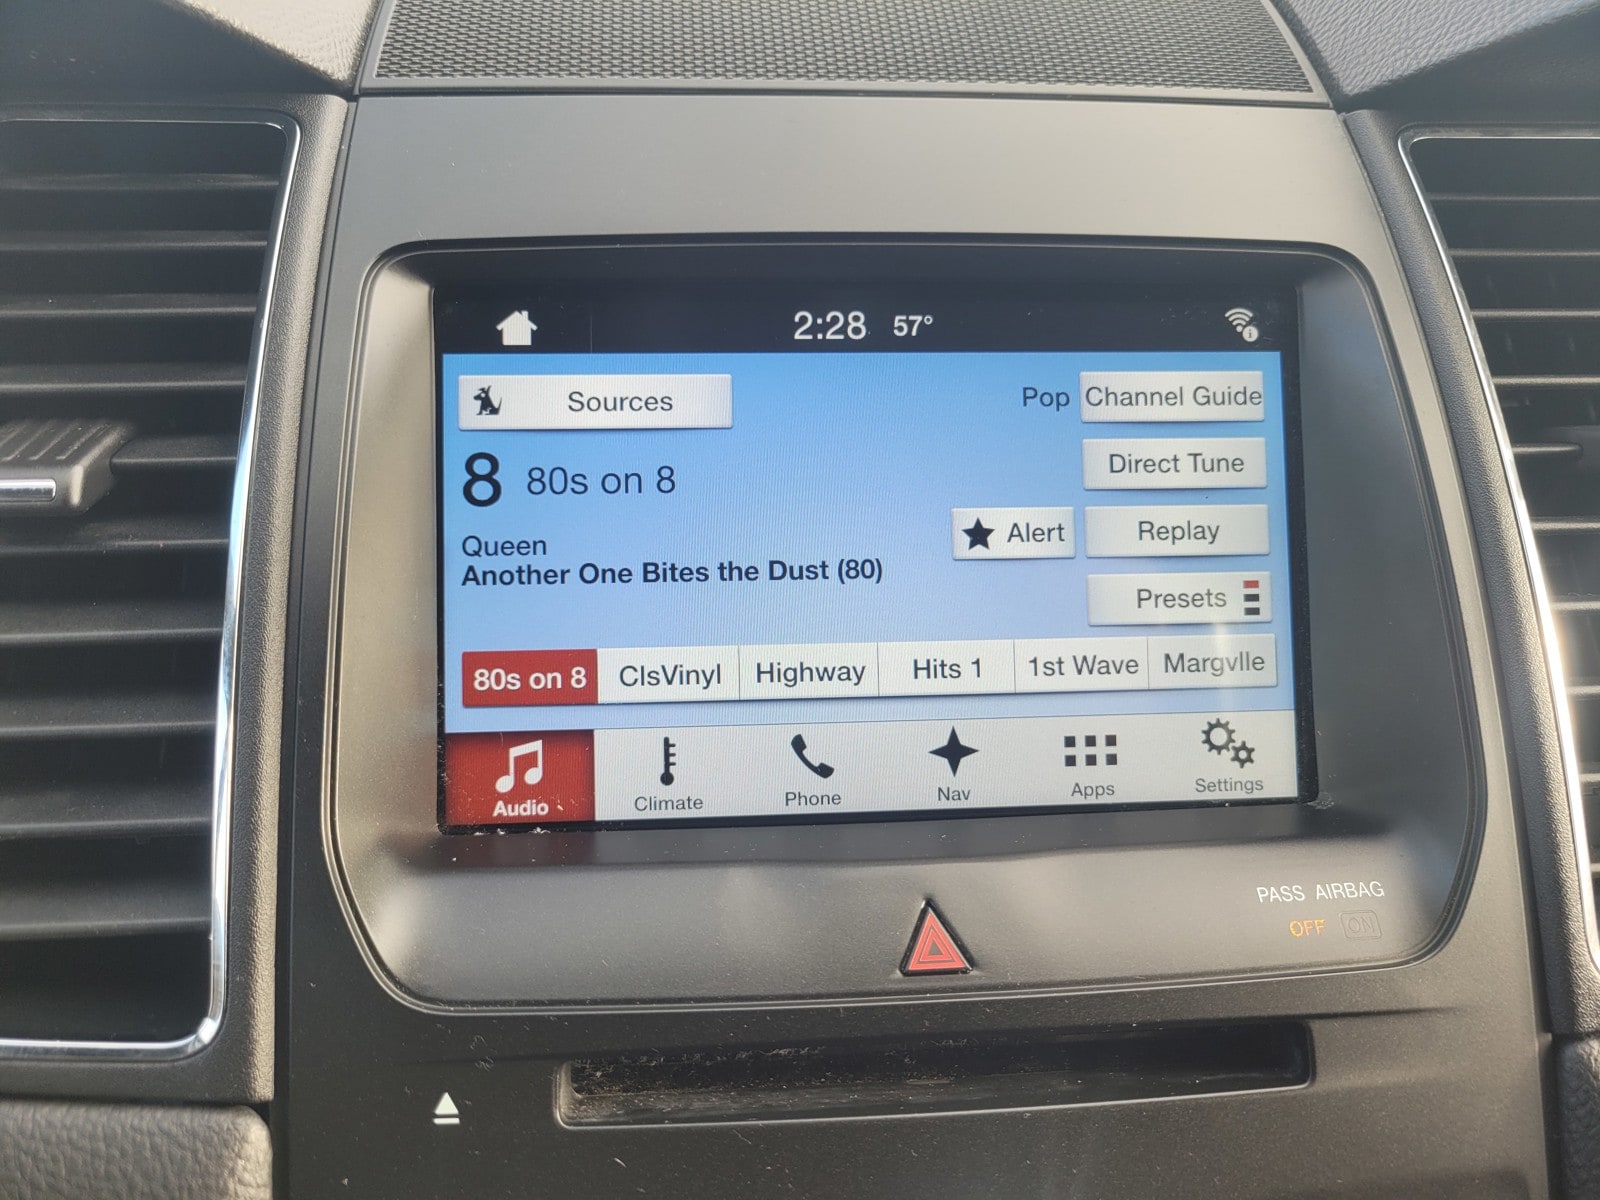 2:28 57°
Sources
Pop Channel Guide
8 80s on 8
Direct Tune
Queen
Another One Bites the Dust (80)
Alert
Replay
Presets
80s on 8 ClsVinyl Highway Hits 1 1st Wave Margvlle
Audio Climate Phone Nav Apps Settings
PASS AIRBAG
OFF ON